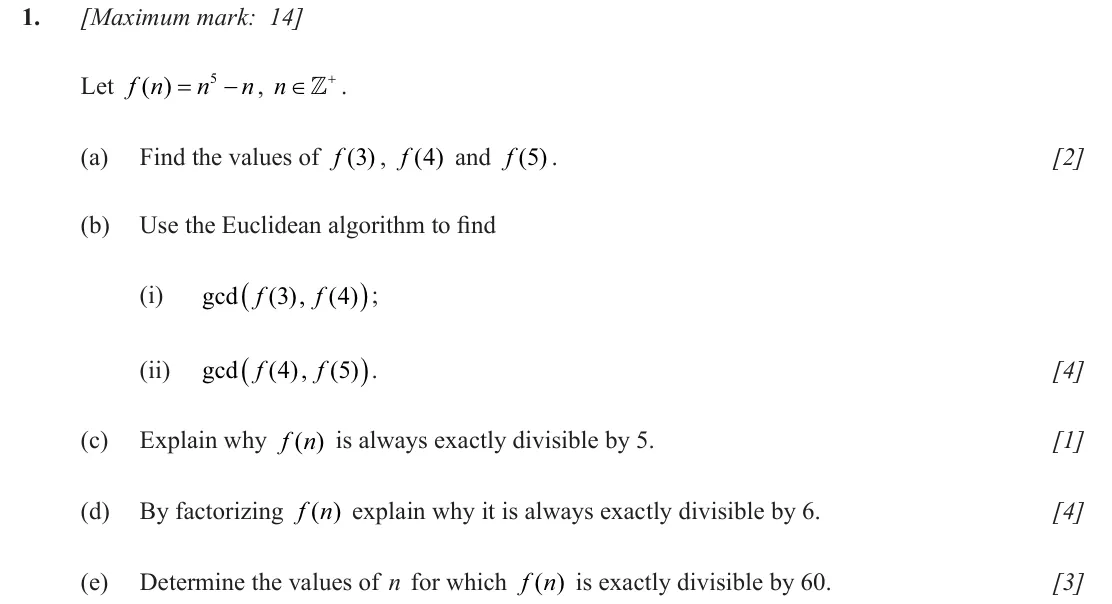 1. [Maximum mark: 14]
Let f(n) = n⁵ − n, n ∈ ℤ⁺.
(a) Find the values of f(3), f(4) and f(5). [2]
(b) Use the Euclidean algorithm to find
(i) gcd(f(3), f(4));
(ii) gcd(f(4), f(5)). [4]
(c) Explain why f(n) is always exactly divisible by 5. [1]
(d) By factorizing f(n) explain why it is always exactly divisible by 6. [4]
(e) Determine the values of n for which f(n) is exactly divisible by 60. [3]